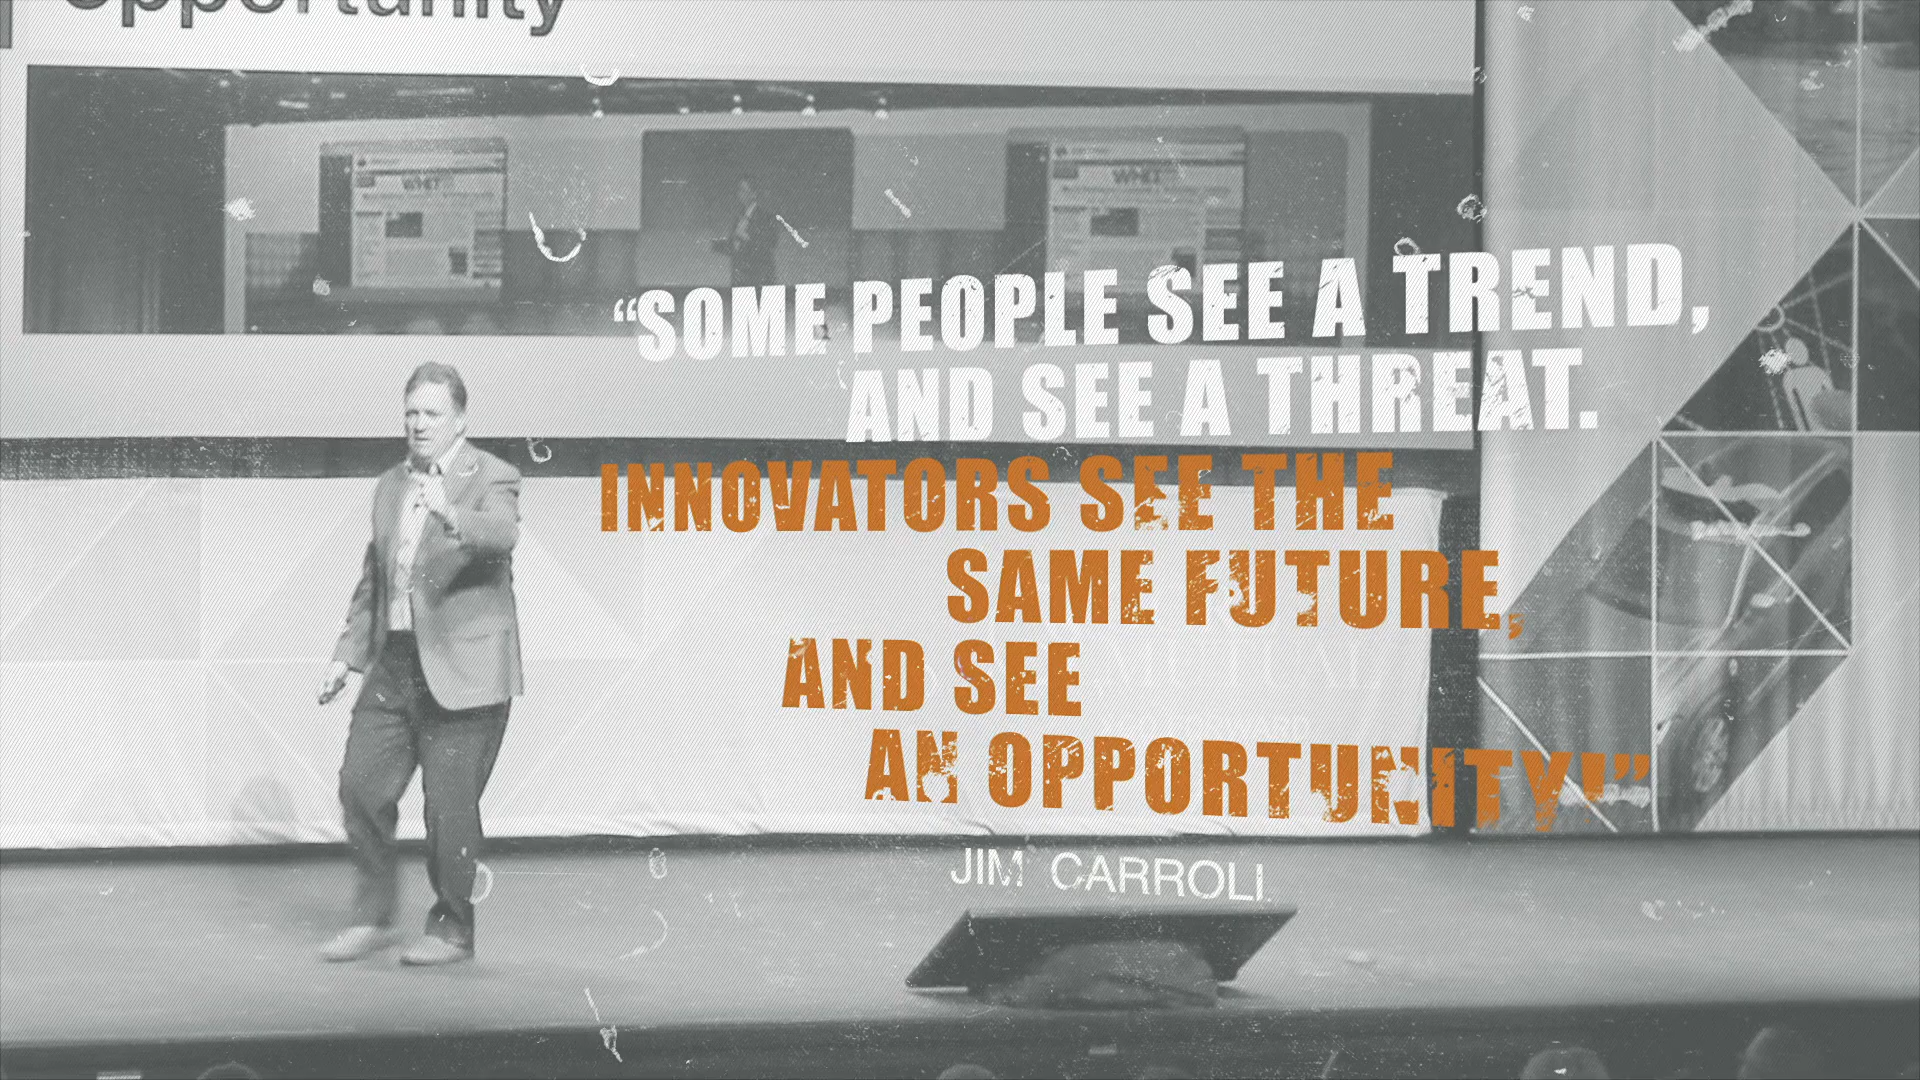 Opportunity
“SOME PEOPLE SEE A TREND,
AND SEE A THREAT.
INNOVATORS SEE THE
SAME FUTURE,
AND SEE
AN OPPORTUNITY!”
JIM CARROLL